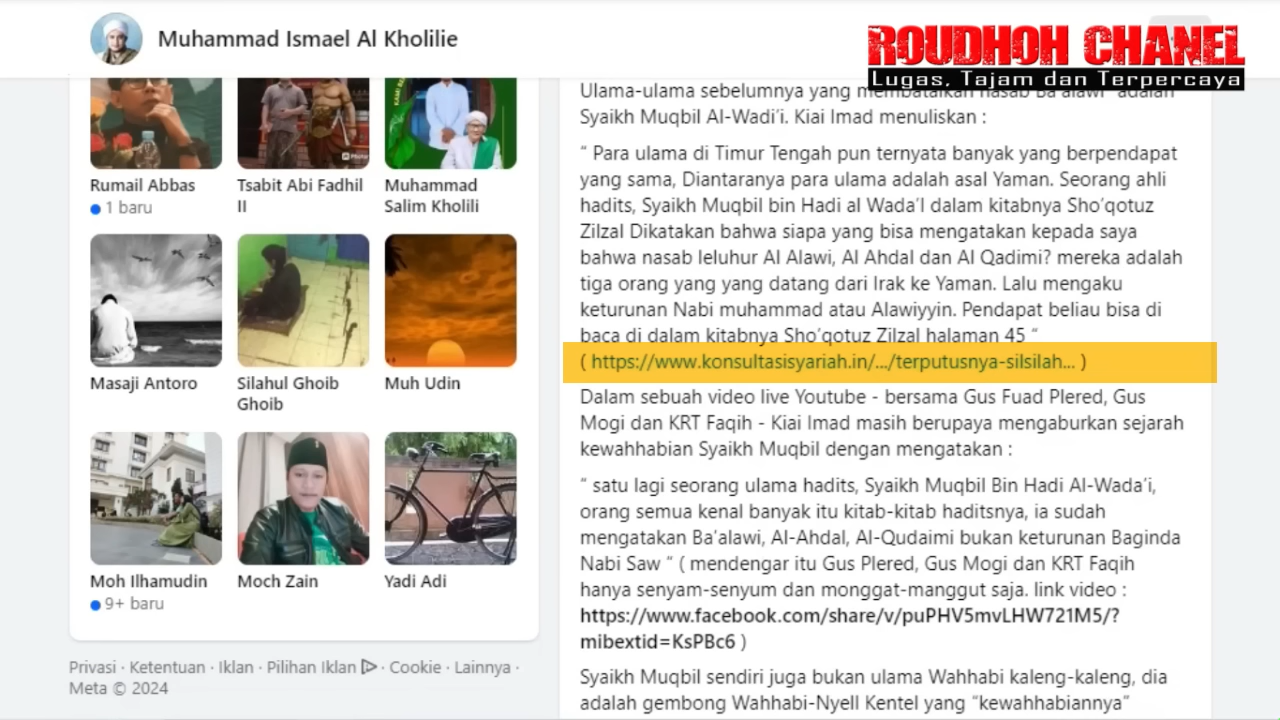 Muhammad Ismael Al Kholilie
ROUDHOH CHANEL
Lugas, Tajam dan Terpercaya
Rumail Abbas
1 baru
Tsabit Abi Fadhil
II
Muhammad
Salim Kholili
Masaji Antoro
Silahul Ghoib
Ghoib
Muh Udin
Moh Ilhamudin
9+ baru
Moch Zain
Yadi Adi
Privasi · Ketentuan · Iklan · Pilihan Iklan · Cookie · Lainnya ·
Meta © 2024
Ulama-ulama sebelumnya yang membatalkan nasab Ba'alawi adalah
Syaikh Muqbil Al-Wadi'i. Kiai Imad menuliskan :
“ Para ulama di Timur Tengah pun ternyata banyak yang berpendapat
yang sama, Diantaranya para ulama adalah asal Yaman. Seorang ahli
hadits, Syaikh Muqbil bin Hadi al Wada’I dalam kitabnya Sho’qotuz
Zilzal Dikatakan bahwa siapa yang bisa mengatakan kepada saya
bahwa nasab leluhur Al Alawi, Al Ahdal dan Al Qadimi? mereka adalah
tiga orang yang yang datang dari Irak ke Yaman. Lalu mengaku
keturunan Nabi muhammad atau Alawiyyin. Pendapat beliau bisa di
baca di dalam kitabnya Sho’qotuz Zilzal halaman 45 “
( https://www.konsultasisyariah.in/.../terputusnya-silsilah... )
Dalam sebuah video live Youtube - bersama Gus Fuad Plered, Gus
Mogi dan KRT Faqih - Kiai Imad masih berupaya mengaburkan sejarah
kewahhabian Syaikh Muqbil dengan mengatakan :
“ satu lagi seorang ulama hadits, Syaikh Muqbil Bin Hadi Al-Wada’i,
orang semua kenal banyak itu kitab-kitab haditsnya, ia sudah
mengatakan Ba’alawi, Al-Ahdal, Al-Qudaimi bukan keturunan Baginda
Nabi Saw “ ( mendengar itu Gus Plered, Gus Mogi dan KRT Faqih
hanya senyam-senyum dan monggat-manggut saja. link video :
https://www.facebook.com/share/v/puPHV5mvLHW721M5/?
mibextid=KsPBc6 )
Syaikh Muqbil sendiri juga bukan ulama Wahhabi kaleng-kaleng, dia
adalah gembong Wahhabi-Nyell Kentel yang “kewahhabiannya”